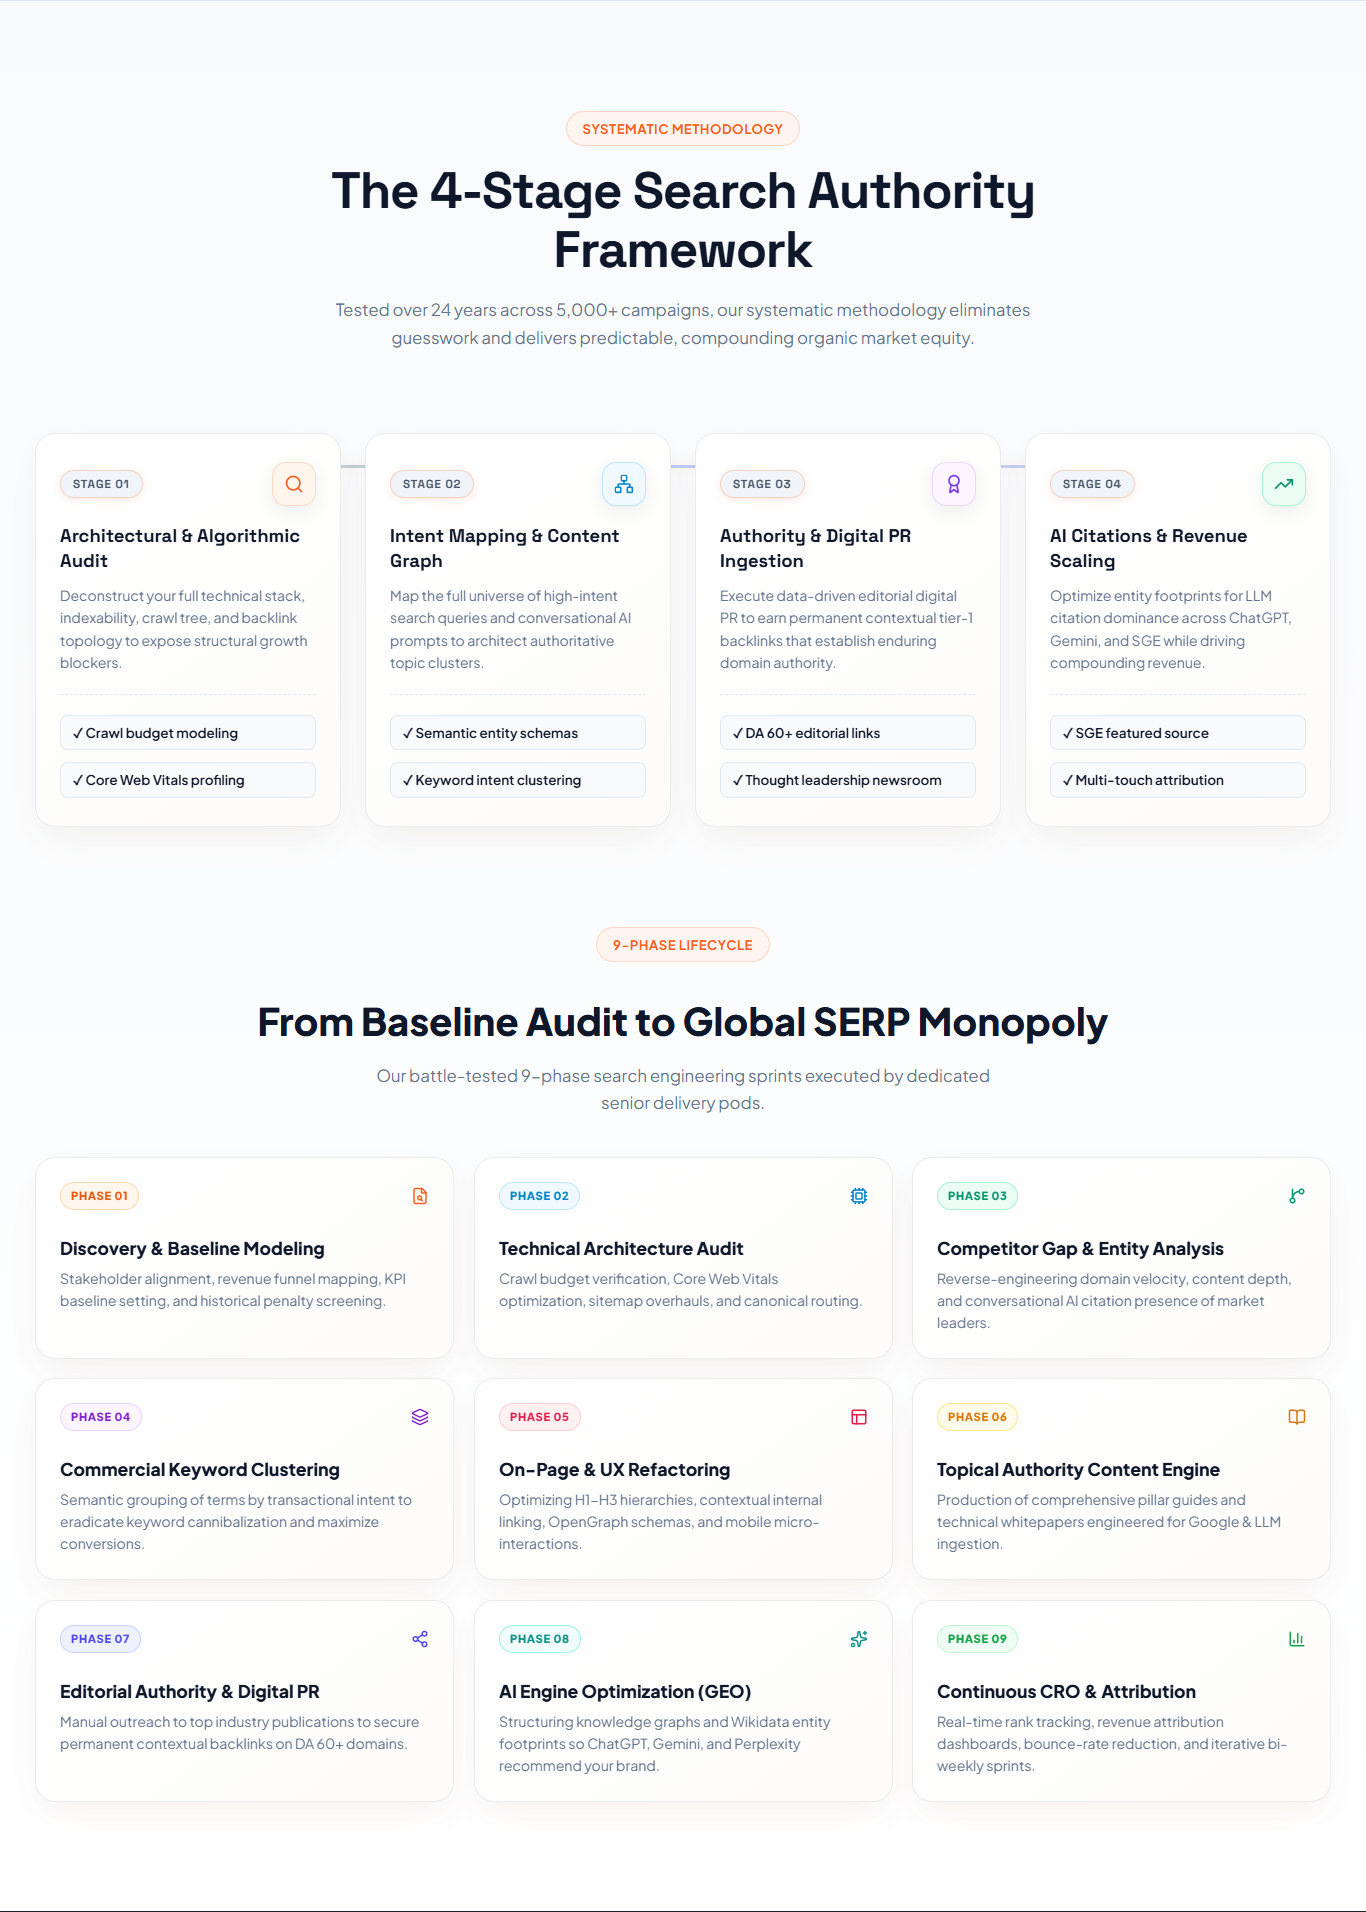 SYSTEMATIC METHODOLOGY
The 4-Stage Search Authority
Framework
Tested over 24 years across 5,000+ campaigns, our systematic methodology eliminates
guesswork and delivers predictable, compounding organic market equity.
STAGE 01
Architectural & Algorithmic
Audit
Deconstruct your full technical stack,
indexability, crawl tree, and backlink
topology to expose structural growth
blockers.
✓ Crawl budget modeling
✓ Core Web Vitals profiling
STAGE 02
Intent Mapping & Content
Graph
Map the full universe of high-intent
search queries and conversational AI
prompts to architect authoritative
topic clusters.
✓ Semantic entity schemas
✓ Keyword intent clustering
STAGE 03
Authority & Digital PR
Ingestion
Execute data-driven editorial digital
PR to earn permanent contextual tier-1
backlinks that establish enduring
domain authority.
✓ DA 60+ editorial links
✓ Thought leadership newsroom
STAGE 04
AI Citations & Revenue
Scaling
Optimize entity footprints for LLM
citation dominance across ChatGPT,
Gemini, and SGE while driving
compounding revenue.
✓ SGE featured source
✓ Multi-touch attribution
9-PHASE LIFECYCLE
From Baseline Audit to Global SERP Monopoly
Our battle-tested 9-phase search engineering sprints executed by dedicated
senior delivery pods.
PHASE 01
Discovery & Baseline Modeling
Stakeholder alignment, revenue funnel mapping, KPI
baseline setting, and historical penalty screening.
PHASE 02
Technical Architecture Audit
Crawl budget verification, Core Web Vitals
optimization, sitemap overhauls, and canonical routing.
PHASE 03
Competitor Gap & Entity Analysis
Reverse-engineering domain velocity, content depth,
and conversational AI citation presence of market
leaders.
PHASE 04
Commercial Keyword Clustering
Semantic grouping of terms by transactional intent to
eradicate keyword cannibalization and maximize
conversions.
PHASE 05
On-Page & UX Refactoring
Optimizing H1-H3 hierarchies, contextual internal
linking, OpenGraph schemas, and mobile micro-
interactions.
PHASE 06
Topical Authority Content Engine
Production of comprehensive pillar guides and
technical whitepapers engineered for Google & LLM
ingestion.
PHASE 07
Editorial Authority & Digital PR
Manual outreach to top industry publications to secure
permanent contextual backlinks on DA 60+ domains.
PHASE 08
AI Engine Optimization (GEO)
Structuring knowledge graphs and Wikidata entity
footprints so ChatGPT, Gemini, and Perplexity
recommend your brand.
PHASE 09
Continuous CRO & Attribution
Real-time rank tracking, revenue attribution
dashboards, bounce-rate reduction, and iterative bi-
weekly sprints.